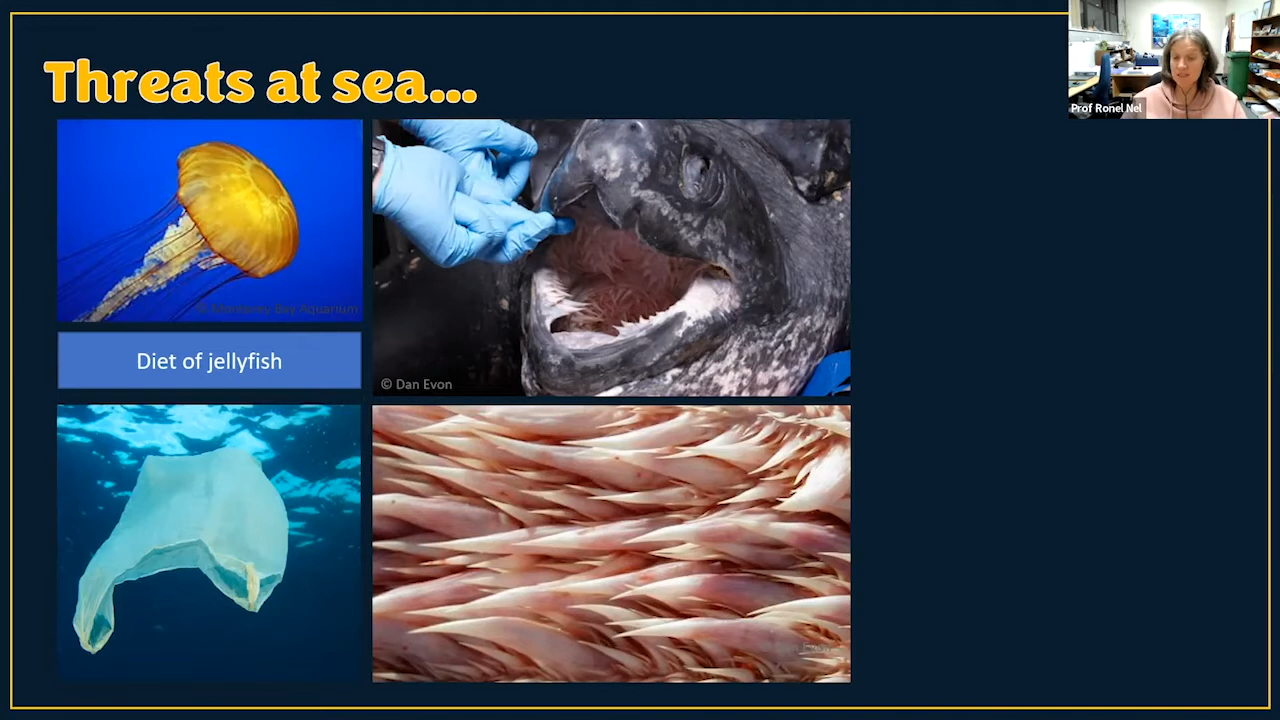 Threats at sea...
Prof Ronel Nel
© Monterey Bay Aquarium
Diet of jellyfish
© Dan Evon